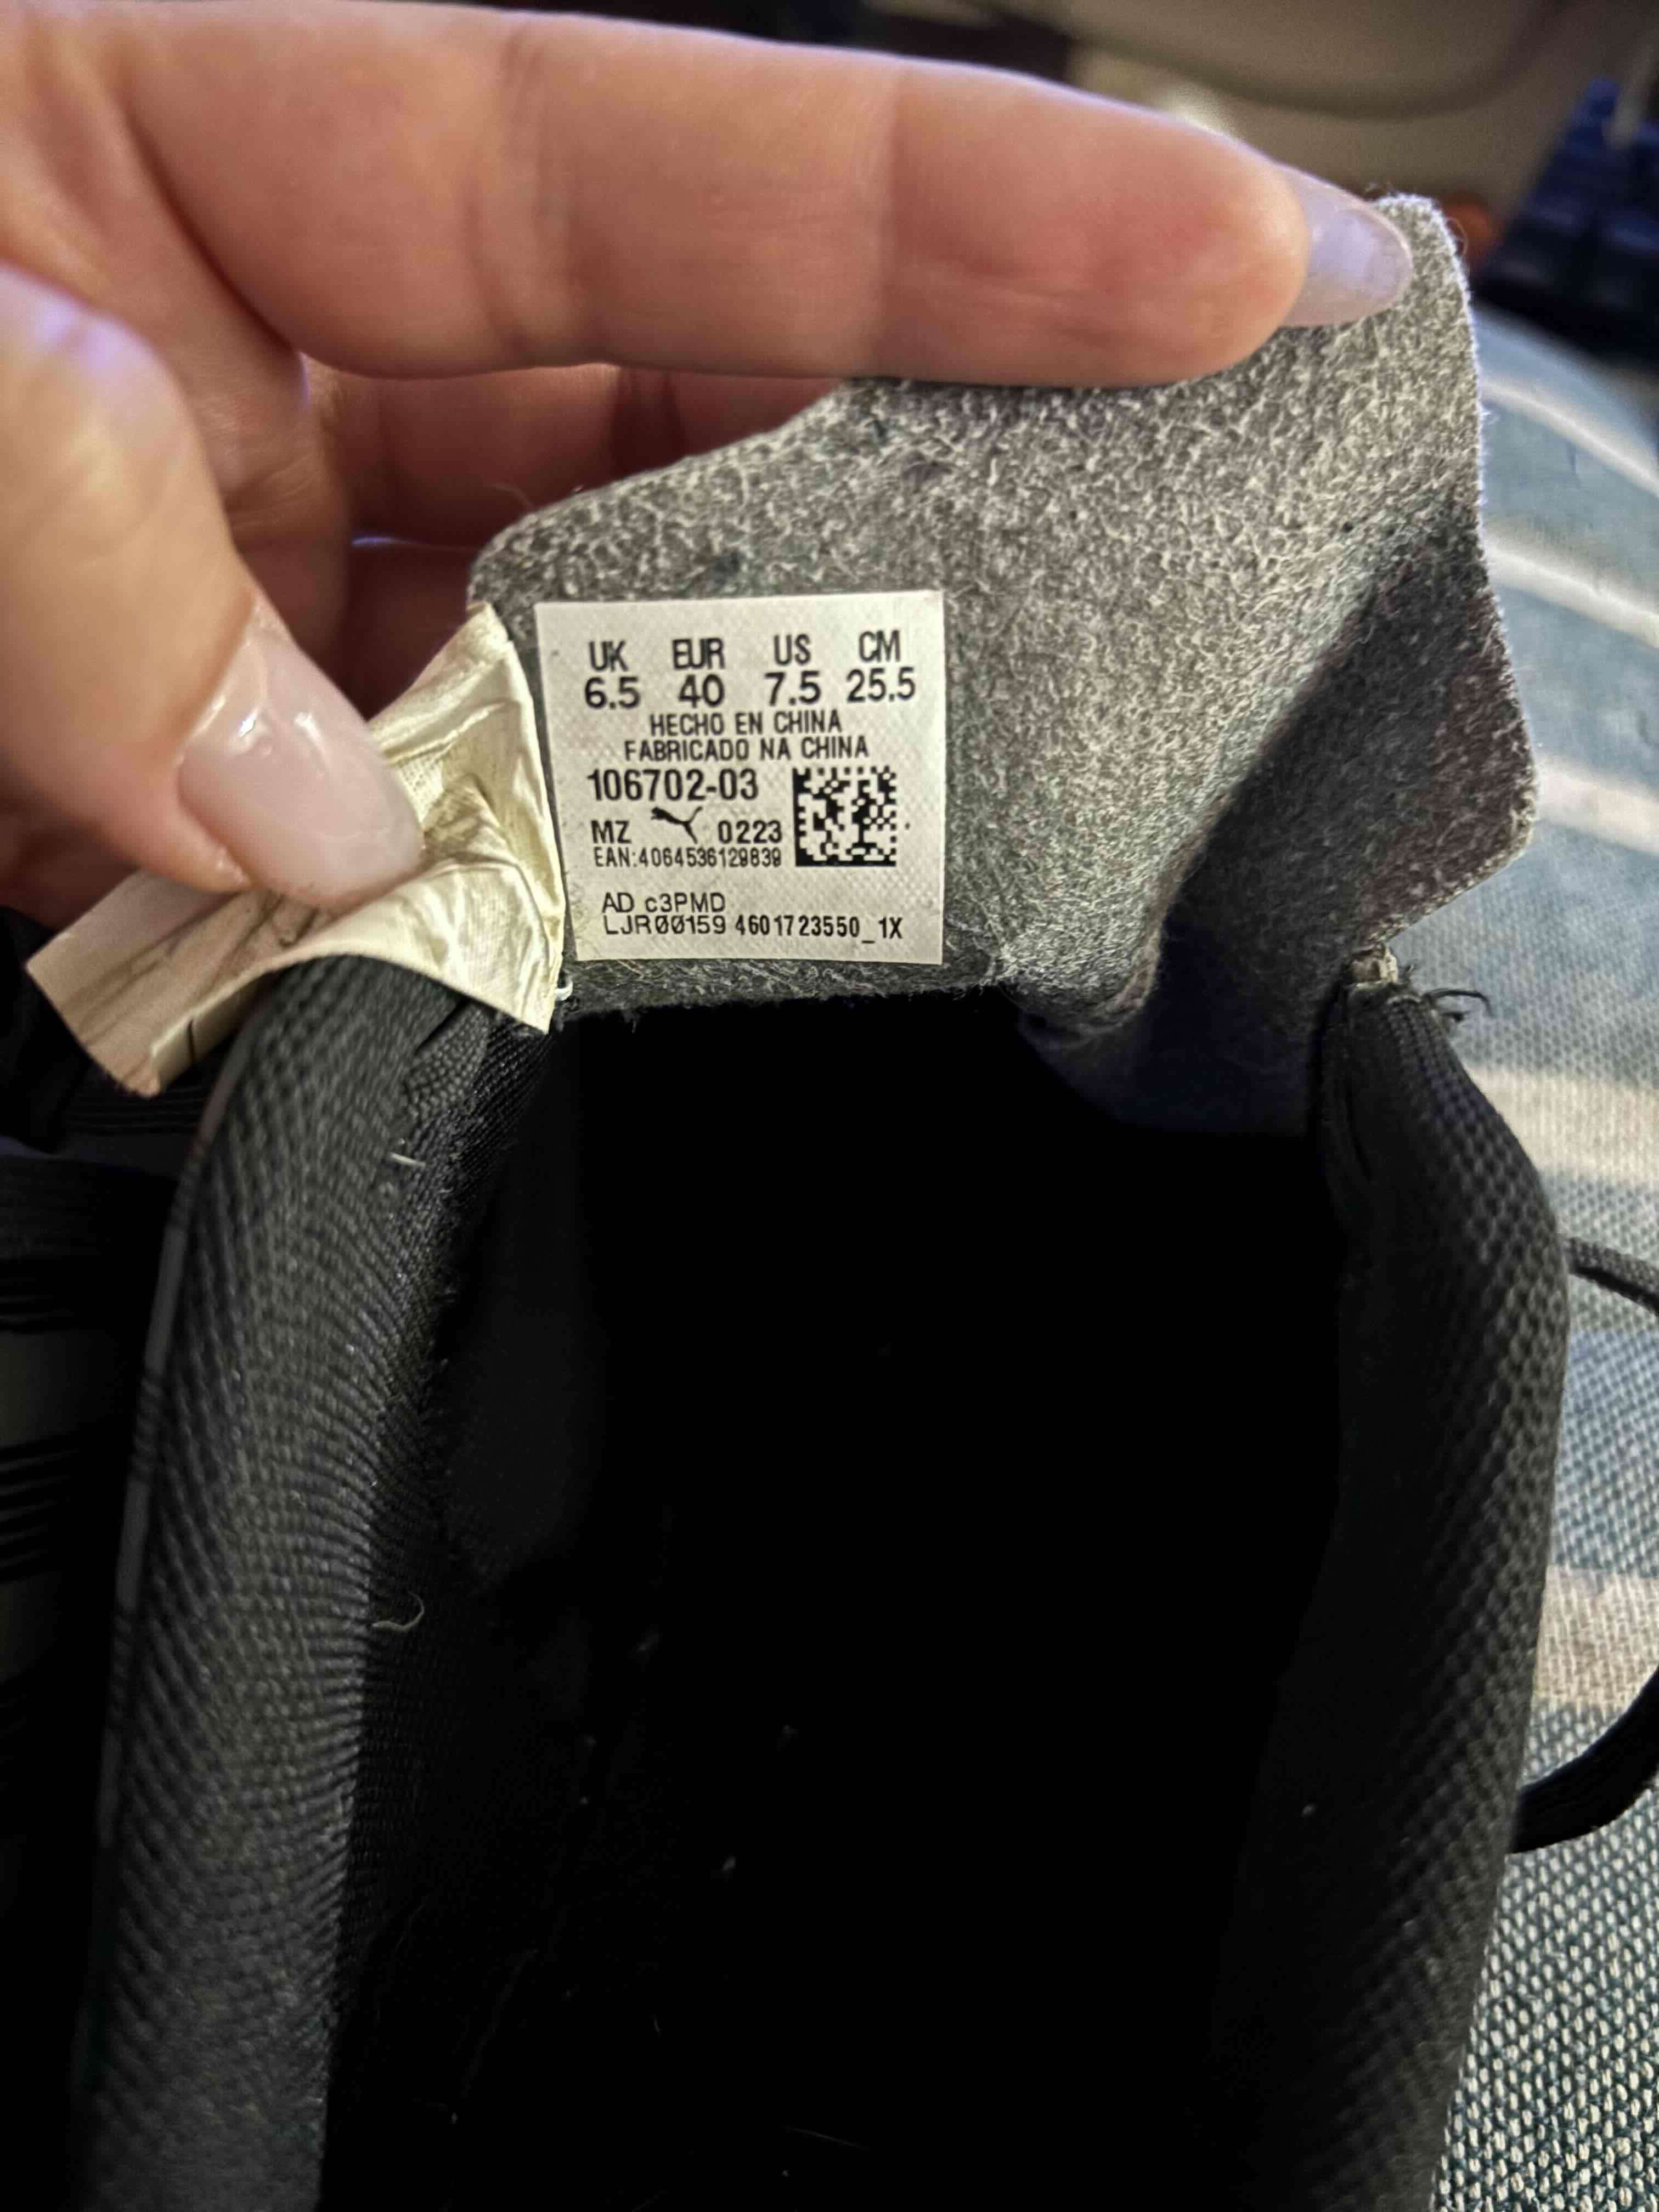 UK EUR US CM
6.5 40 7.5 25.5
HECHO EN CHINA
FABRICADO NA CHINA
106702-03
MZ 0223
EAN:4064536129839
AD c3PMD
LJR00159 4601723550_1X